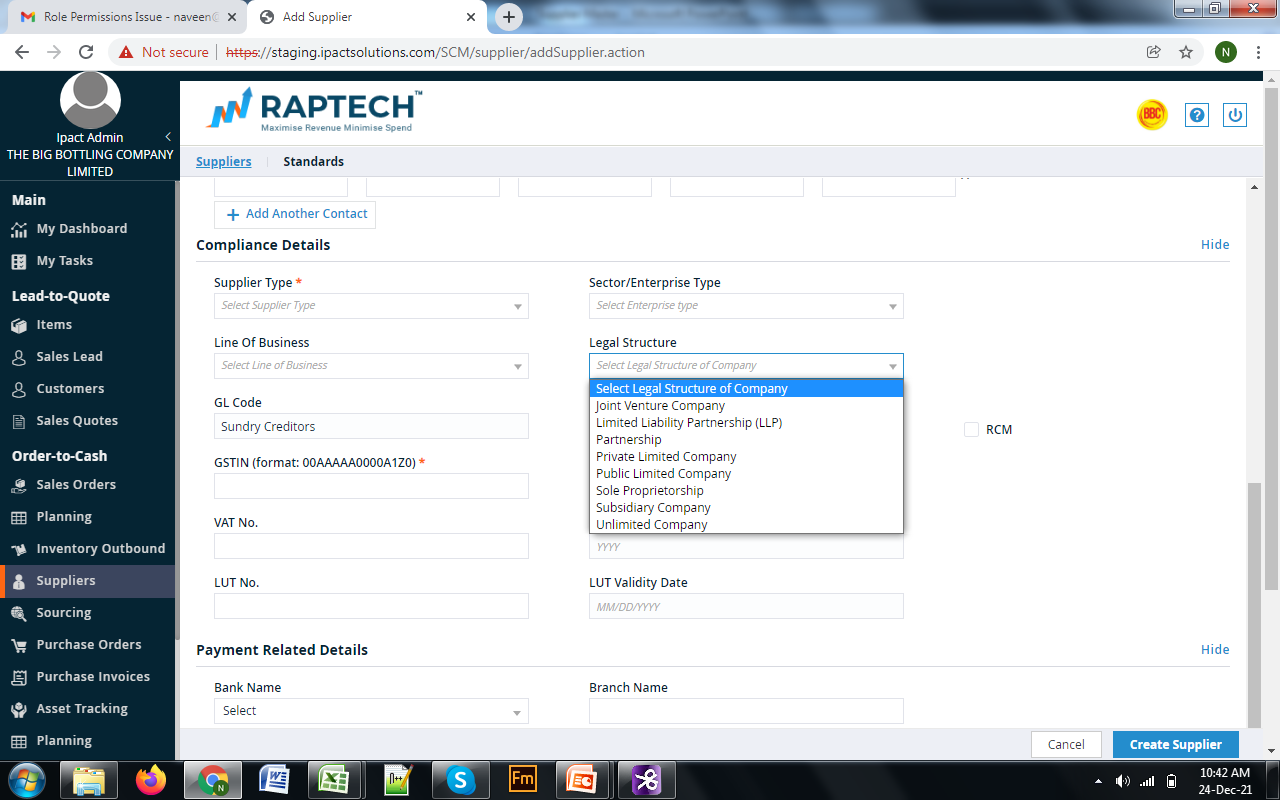 Role Permissions Issue - naveen@
Add Supplier
Not secure
https://staging.ipactsolutions.com/SCM/supplier/addSupplier.action
N
Ipact Admin
THE BIG BOTTLING COMPANY
LIMITED
RAPTECH™
Maximise Revenue Minimise Spend
BBC
?
Suppliers
Standards
Main
My Dashboard
My Tasks
Lead-to-Quote
Items
Sales Lead
Customers
Sales Quotes
Order-to-Cash
Sales Orders
Planning
Inventory Outbound
Suppliers
Sourcing
Purchase Orders
Purchase Invoices
Asset Tracking
Planning
+ Add Another Contact
Compliance Details
Hide
Supplier Type *
Sector/Enterprise Type
Select Supplier Type
Select Enterprise type
Line Of Business
Legal Structure
Select Line of Business
Select Legal Structure of Company
Select Legal Structure of Company
Joint Venture Company
Limited Liability Partnership (LLP)
Partnership
Private Limited Company
Public Limited Company
Sole Proprietorship
Subsidiary Company
Unlimited Company
GL Code
Sundry Creditors
RCM
GSTIN (format: 00AAAAA0000A1Z0) *
VAT No.
YYYY
LUT No.
LUT Validity Date
MM/DD/YYYY
Payment Related Details
Hide
Bank Name
Branch Name
Select
Cancel
Create Supplier
N
W
X
n++
S
Fm
P
10:42 AM
24-Dec-21